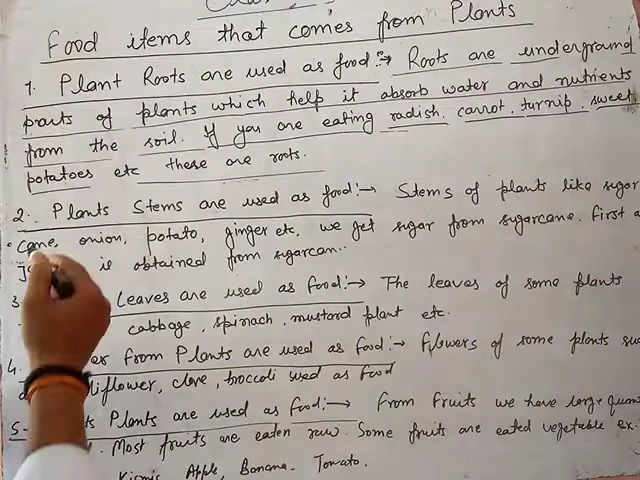 Food items that comes from Plants
1. Plant Roots are used as food:→ Roots are underground
parts of plants which help it absorb water and nutrients
from the soil. If you are eating radish, carrot, turnip, sweet
potatoes etc these are roots.
2. Plants Stems are used as food:→ Stems of plants like sugar
cane, onion, potato, ginger etc, we get sugar from sugarcane. First a
is obtained from sugarcan..
3. Leaves are used as food:→ The leaves of some plants
cabbage, spinach, mustard plant etc.
4. from Plants are used as food:→ Flowers of some plants suc
liflower, clove, broccoli used as food
5. Plants are used as food:→ From Fruits we have large quan
. Most fruits are eaten raw. Some fruits are eated vegetable ex.
Apple, Banana. Tomato.